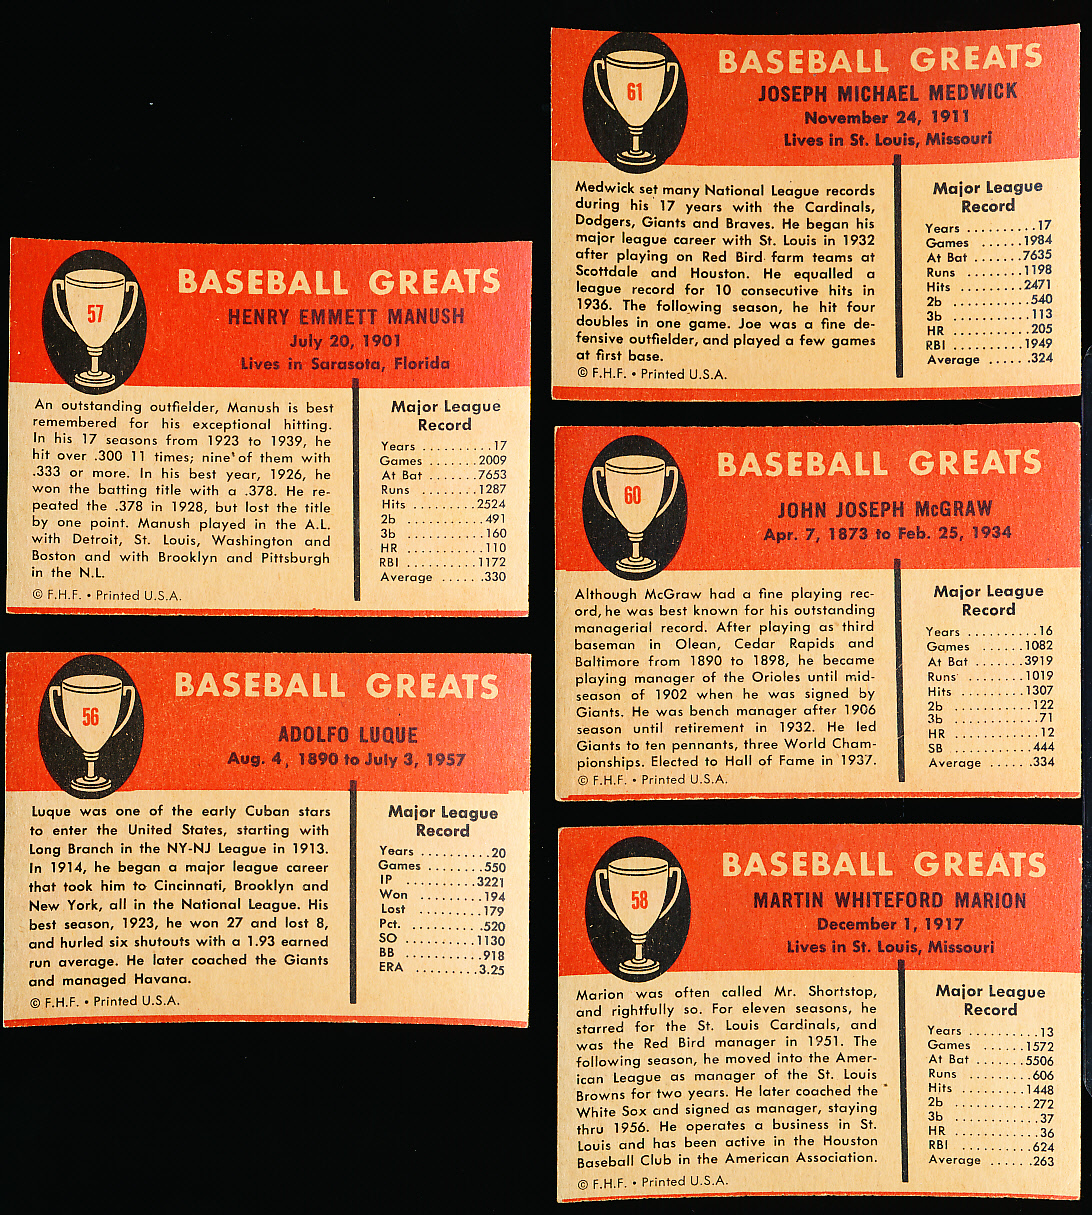 57
BASEBALL GREATS
HENRY EMMETT MANUSH
July 20, 1901
Lives in Sarasota, Florida
An outstanding outfielder, Manush is best
remembered for his exceptional hitting.
In his 17 seasons from 1923 to 1939, he
hit over .300 11 times; nine of them with
.333 or more. In his best year, 1926, he
won the batting title with a .378. He re-
peated the .378 in 1928, but lost the title
by one point. Manush played in the A.L.
with Detroit, St. Louis, Washington and
Boston and with Brooklyn and Pittsburgh
in the N.L.
© F.H.F. • Printed U.S.A.
Major League
Record
Years ..........17
Games .......2009
At Bat .......7653
Runs ........1287
Hits .........2524
2b ...........491
3b ...........160
HR ...........110
RBI .........1172
Average ......330
56
BASEBALL GREATS
ADOLFO LUQUE
Aug. 4, 1890 to July 3, 1957
Luque was one of the early Cuban stars
to enter the United States, starting with
Long Branch in the NY-NJ League in 1913.
In 1914, he began a major league career
that took him to Cincinnati, Brooklyn and
New York, all in the National League. His
best season, 1923, he won 27 and lost 8,
and hurled six shutouts with a 1.93 earned
run average. He later coached the Giants
and managed Havana.
© F.H.F. • Printed U.S.A.
Major League
Record
Years ..........20
Games ........550
IP ...........3221
Won .........194
Lost .........179
Pct. .........520
SO .........1130
BB ...........918
ERA .........3.25
61
BASEBALL GREATS
JOSEPH MICHAEL MEDWICK
November 24, 1911
Lives in St. Louis, Missouri
Medwick set many National League records
during his 17 years with the Cardinals,
Dodgers, Giants and Braves. He began his
major league career with St. Louis in 1932
after playing on Red Bird farm teams at
Scottdale and Houston. He equalled a
league record for 10 consecutive hits in
1936. The following season, he hit four
doubles in one game. Joe was a fine de-
fensive outfielder, and played a few games
at first base.
© F.H.F. • Printed U.S.A.
Major League
Record
Years ..........17
Games ......1984
At Bat .......7635
Runs ........1198
Hits .........2471
2b ...........540
3b ...........113
HR ...........205
RBI .........1949
Average ......324
60
BASEBALL GREATS
JOHN JOSEPH McGRAW
Apr. 7, 1873 to Feb. 25, 1934
Although McGraw had a fine playing rec-
ord, he was best known for his outstanding
managerial record. After playing as third
baseman in Olean, Cedar Rapids and
Baltimore from 1890 to 1898, he became
playing manager of the Orioles until mid-
season of 1902 when he was signed by
Giants. He was bench manager after 1906
season until retirement in 1932. He led
Giants to ten pennants, three World Cham-
pionships. Elected to Hall of Fame in 1937.
© F.H.F. • Printed U.S.A.
Major League
Record
Years ..........16
Games ......1082
At Bat .......3919
Runs ........1019
Hits .........1307
2b ...........122
3b ............71
HR ............12
SB ...........444
Average ......334
58
BASEBALL GREATS
MARTIN WHITEFORD MARION
December 1, 1917
Lives in St. Louis, Missouri
Marion was often called Mr. Shortstop,
and rightfully so. For eleven seasons, he
starred for the St. Louis Cardinals, and
was the Red Bird manager in 1951. The
following season, he moved into the Amer-
ican League as manager of the St. Louis
Browns for two years. He later coached the
White Sox and signed as manager, staying
thru 1956. He operates a business in St.
Louis and has been active in the Houston
Baseball Club in the American Association.
© F.H.F. • Printed U.S.A.
Major League
Record
Years ..........13
Games ......1572
At Bat .......5506
Runs .........606
Hits .........1448
2b ...........272
3b ............37
HR ............36
RBI ..........624
Average ......263